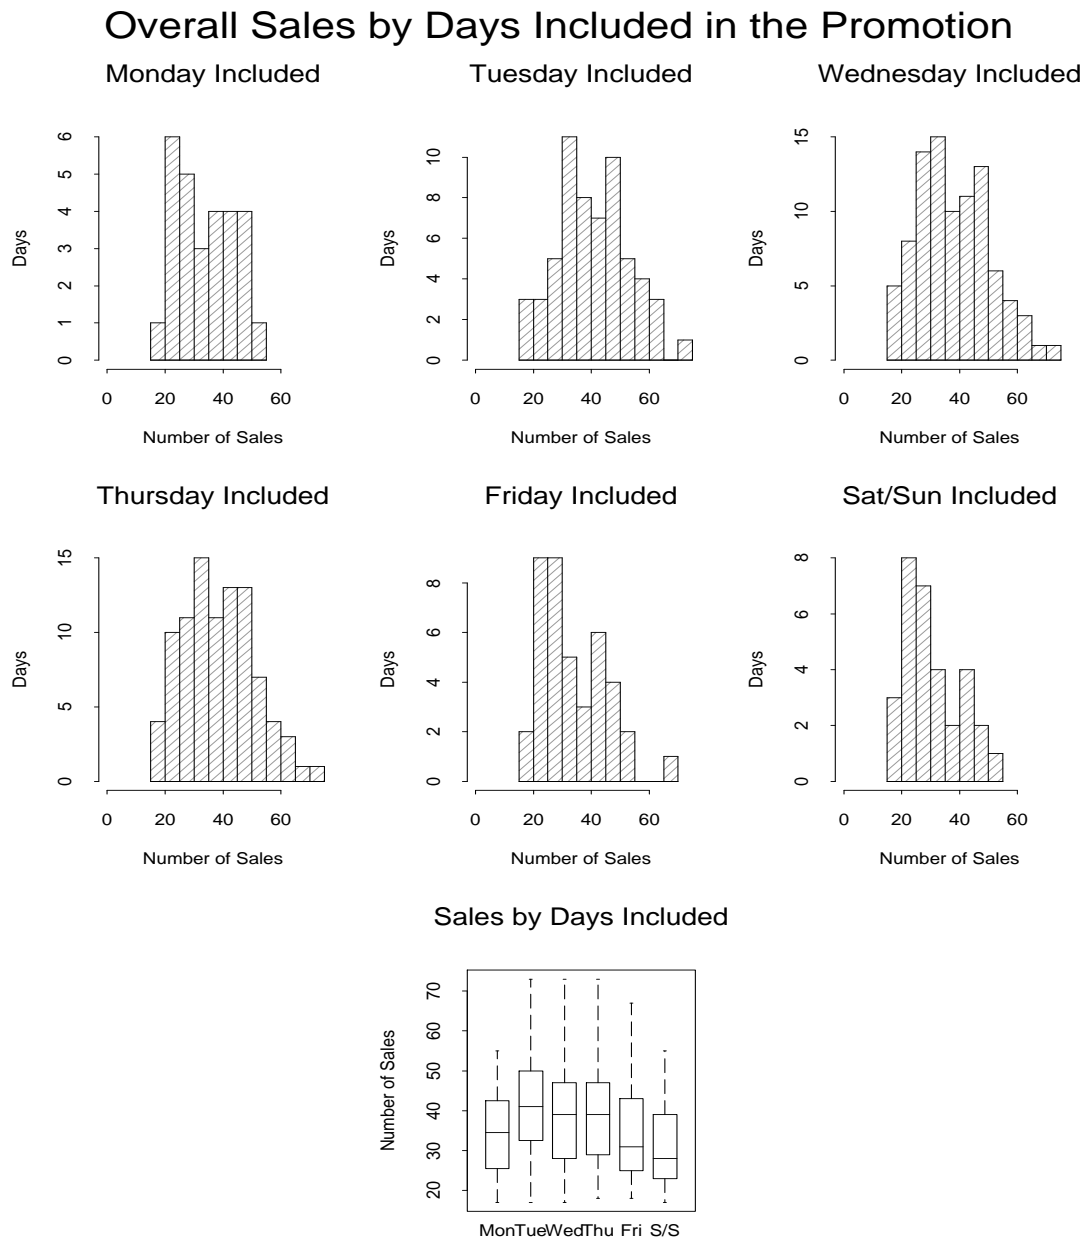 Overall Sales by Days Included in the Promotion
Monday Included
Days
0 1 2 3 4 5 6
0 20 40 60
Number of Sales
Tuesday Included
Days
0 2 4 6 8 10
0 20 40 60
Number of Sales
Wednesday Included
Days
0 5 10 15
0 20 40 60
Number of Sales
Thursday Included
Days
0 5 10 15
0 20 40 60
Number of Sales
Friday Included
Days
0 2 4 6 8
0 20 40 60
Number of Sales
Sat/Sun Included
Days
0 2 4 6 8
0 20 40 60
Number of Sales
Sales by Days Included
Number of Sales
20 30 40 50 60 70
Mon Tue Wed Thu Fri S/S